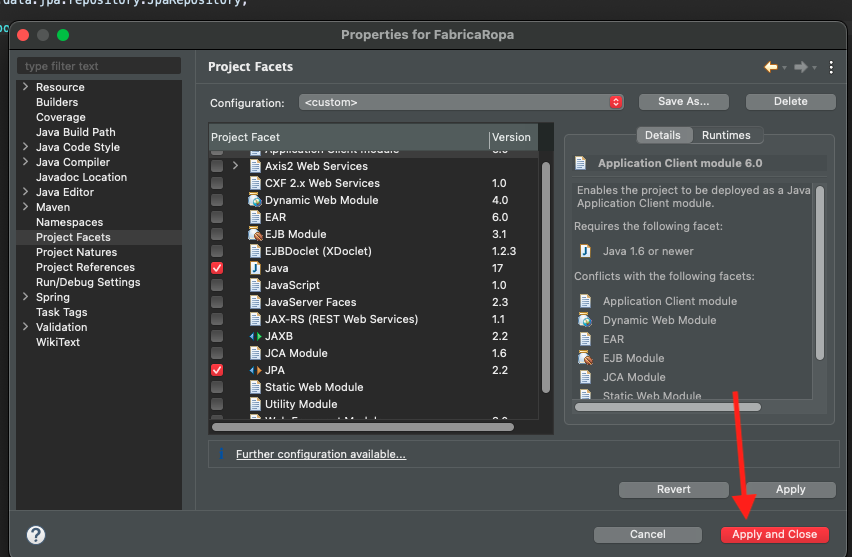 data.jpa.repository.JpaRepository;
Properties for FabricaRopa
type filter text
Resource
Builders
Coverage
Java Build Path
Java Code Style
Java Compiler
Javadoc Location
Java Editor
Maven
Namespaces
Project Facets
Project Natures
Project References
Run/Debug Settings
Spring
Task Tags
Validation
WikiText
Project Facets
Configuration: <custom> Save As... Delete
Project Facet Version
Application Client module 6.0
Axis2 Web Services
CXF 2.x Web Services 1.0
Dynamic Web Module 4.0
EAR 6.0
EJB Module 3.1
EJBDoclet (XDoclet) 1.2.3
Java 17
JavaScript 1.0
JavaServer Faces 2.3
JAX-RS (REST Web Services) 1.1
JAXB 2.2
JCA Module 1.6
JPA 2.2
Static Web Module
Utility Module
Details Runtimes
Application Client module 6.0
Enables the project to be deployed as a Java
Application Client module.
Requires the following facet:
Java 1.6 or newer
Conflicts with the following facets:
Application Client module
Dynamic Web Module
EAR
EJB Module
JCA Module
Static Web Module
Further configuration available...
Revert Apply
? Cancel Apply and Close